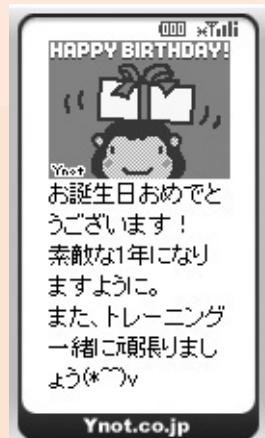 HAPPY BIRTHDAY!
Ynot
お誕生日おめでと
うございます!
素敵な1年になり
ますように。
また、トレーニング
一緒に頑張りまし
ょう(*^^)v
Ynot.co.jp